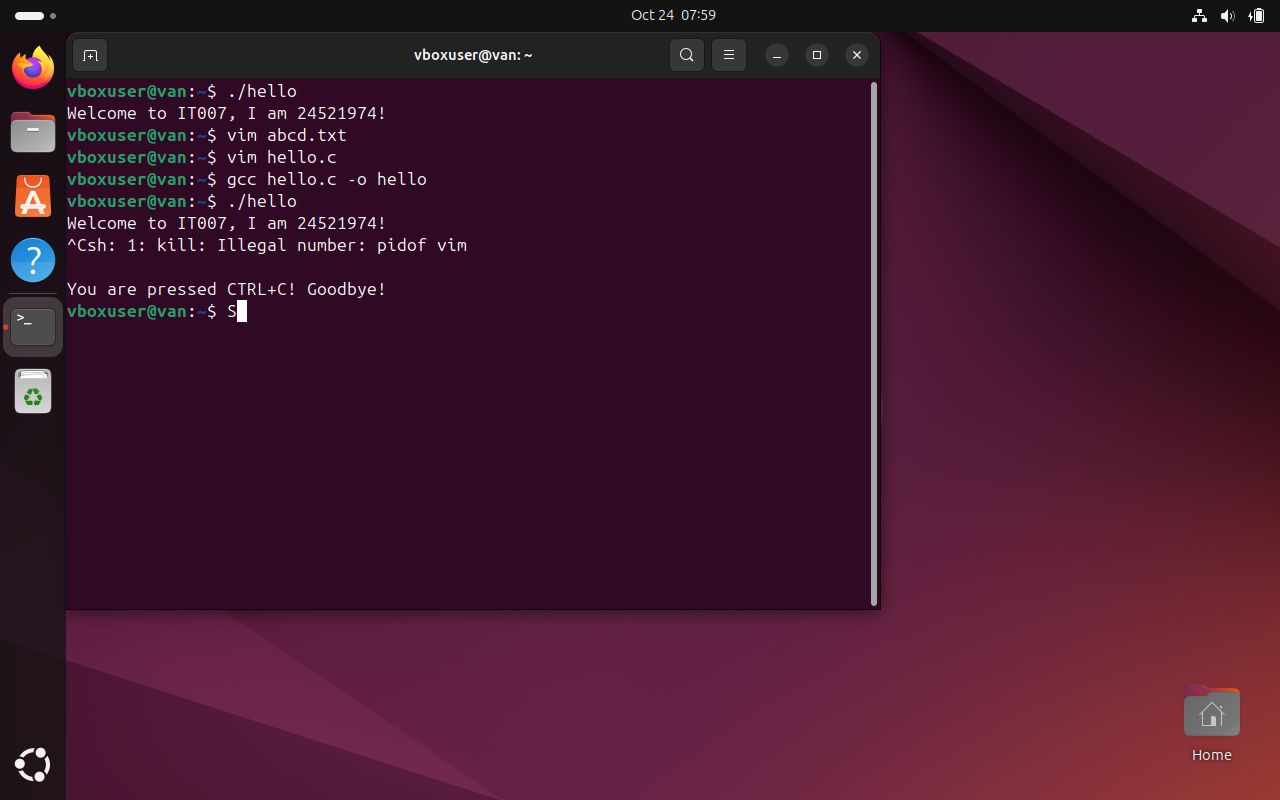 Oct 24 07:59
vboxuser@van: ~
vboxuser@van:~$ ./hello
Welcome to IT007, I am 24521974!
vboxuser@van:~$ vim abcd.txt
vboxuser@van:~$ vim hello.c
vboxuser@van:~$ gcc hello.c -o hello
vboxuser@van:~$ ./hello
Welcome to IT007, I am 24521974!
^Csh: 1: kill: Illegal number: pidof vim
You are pressed CTRL+C! Goodbye!
vboxuser@van:~$ S
Home